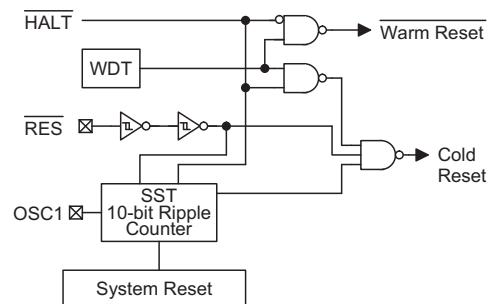 HALT
Warm Reset
WDT
RES
Cold
Reset
SST
10-bit Ripple
Counter
OSC1
System Reset